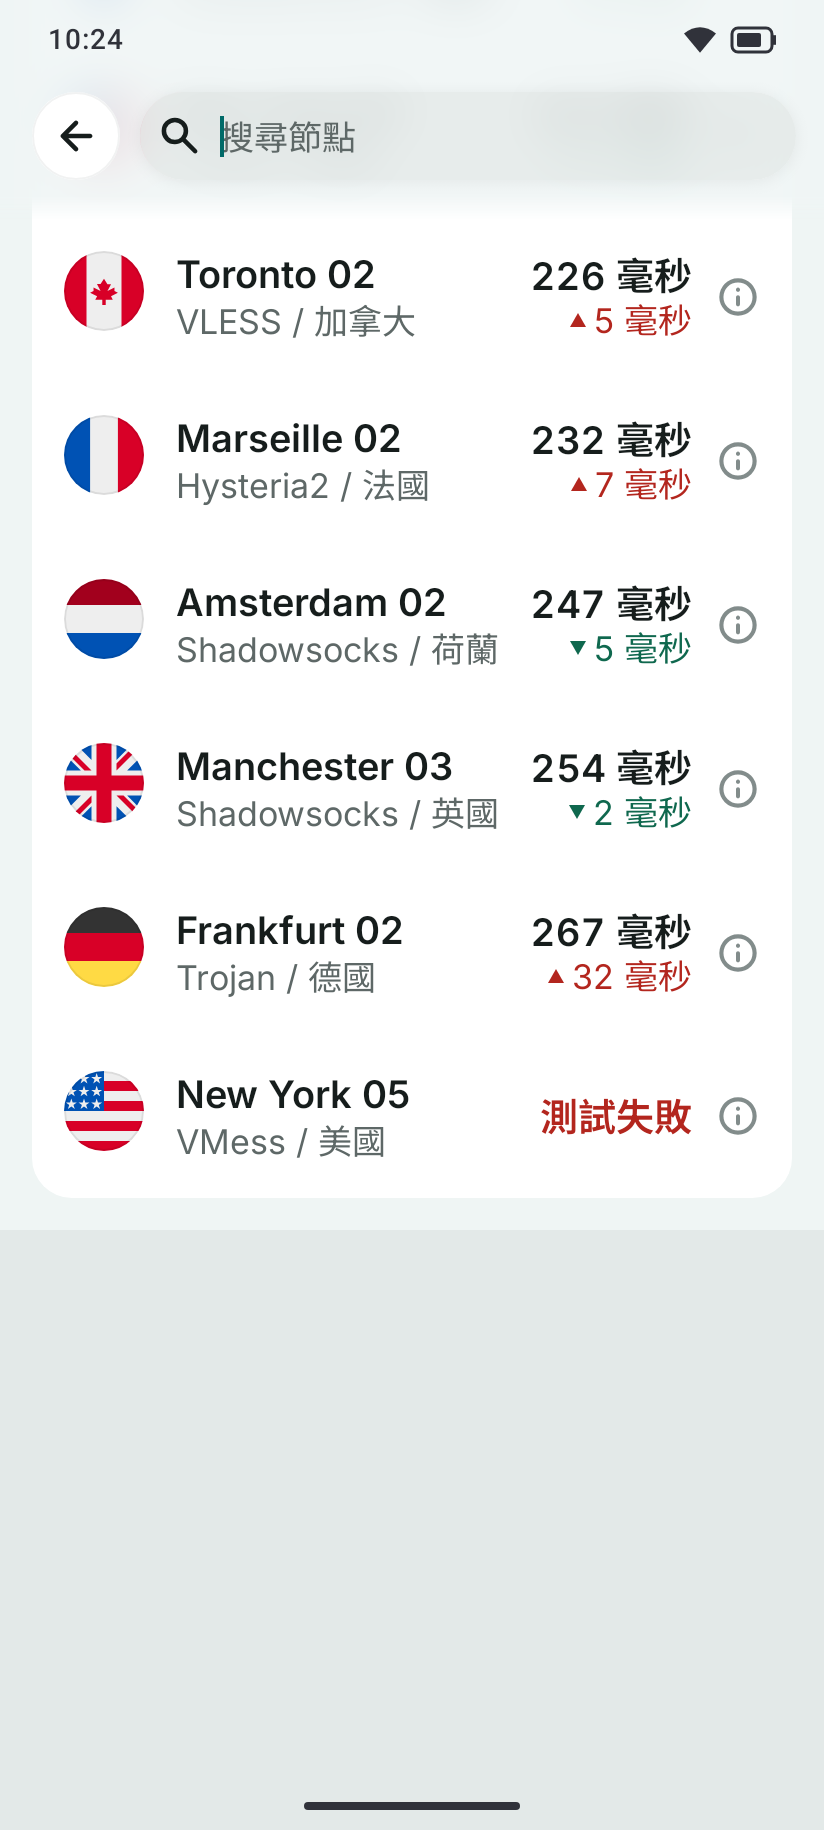 10:24
搜尋節點
Toronto 02
226 毫秒
VLESS / 加拿大
▲5 毫秒
Marseille 02
232 毫秒
Hysteria2 / 法國
▲7 毫秒
Amsterdam 02
247 毫秒
Shadowsocks / 荷蘭
▼5 毫秒
Manchester 03
254 毫秒
Shadowsocks / 英國
▼2 毫秒
Frankfurt 02
267 毫秒
Trojan / 德國
▲32 毫秒
New York 05
測試失敗
VMess / 美國